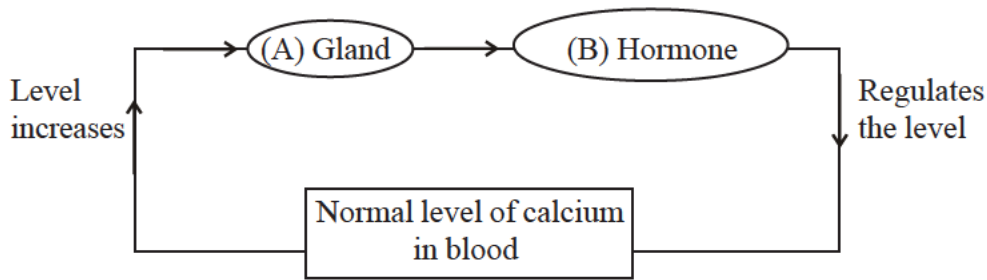 (A) Gland
(B) Hormone
Level
increases
Regulates
the level
Normal level of calcium
in blood